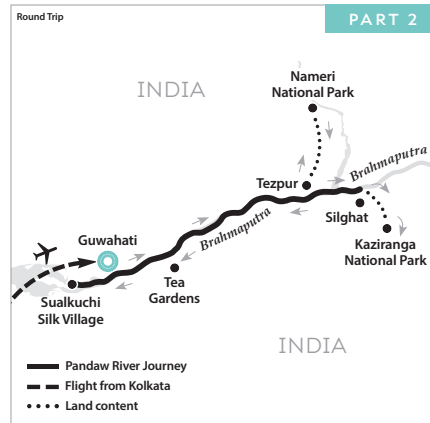 Round Trip
PART 2
INDIA
Nameri
National Park
Brahmaputra
Tezpur
Brahmaputra
Silghat
Guwahati
Kaziranga
National Park
Tea
Gardens
Sualkuchi
Silk Village
INDIA
Pandaw River Journey
Flight from Kolkata
Land content